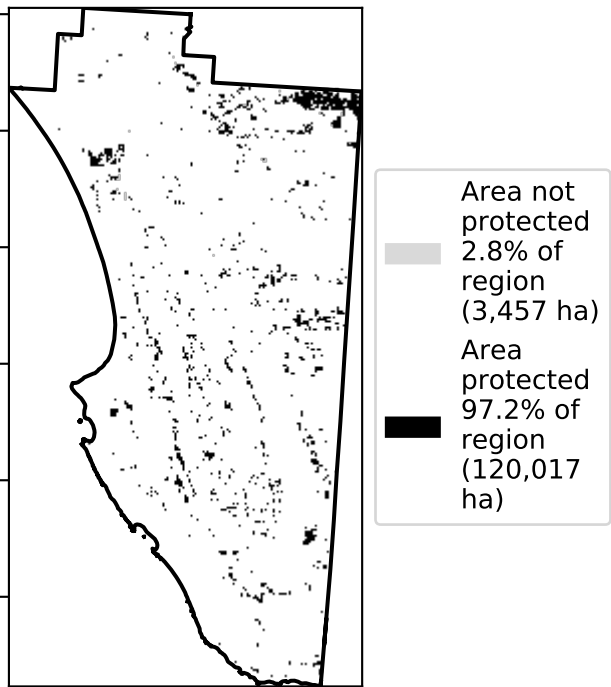 Area not
protected
2.8% of
region
(3,457 ha)
Area
protected
97.2% of
region
(120,017
ha)